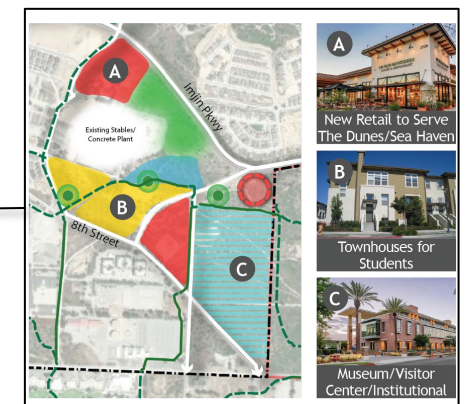 A
Imjin Pkwy
Existing Stables/
Concrete Plant
B
8th Street
C
A
New Retail to Serve
The Dunes/Sea Haven
B
Townhouses for
Students
C
Museum/Visitor
Center/Institutional